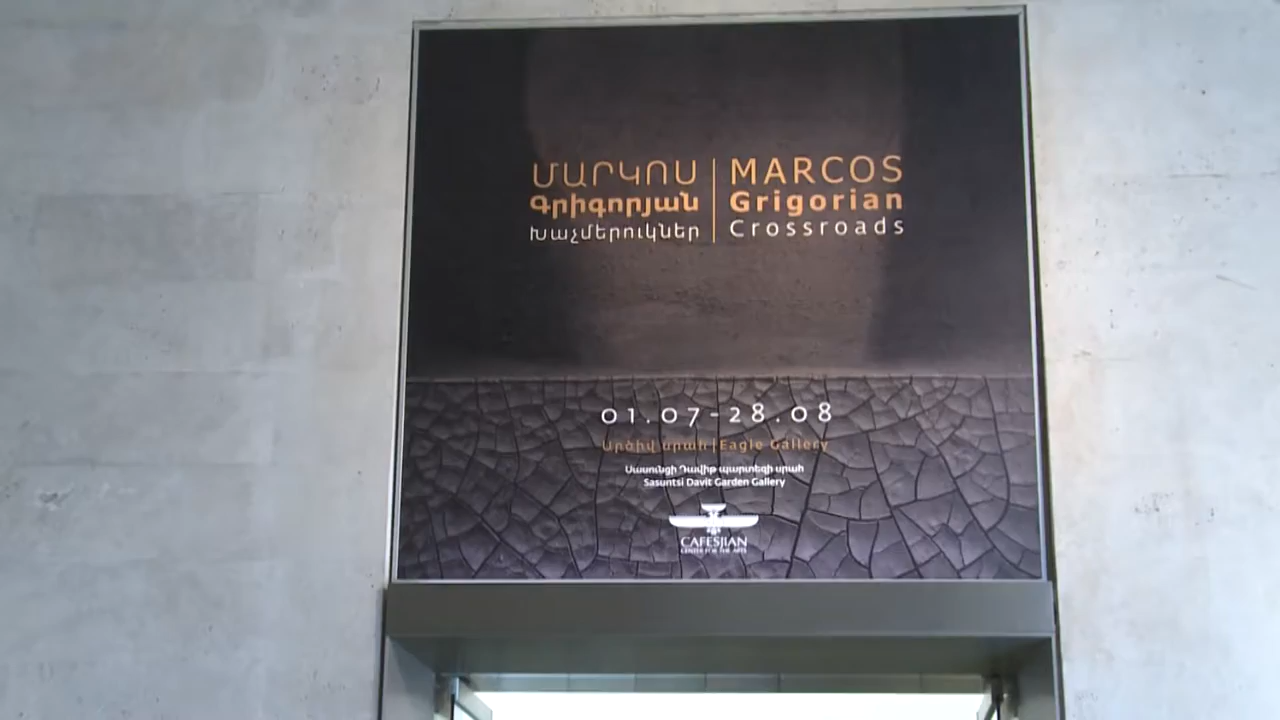 ՄԱՐԿՈՍ
Գրիգորյան
Խաչմերուկներ
MARCOS
Grigorian
Crossroads
01.07-28.08
Արծիվ սրահ | Eagle Gallery
Սասունցի Դավիթ պարտեզի սրահ
Sasuntsi Davit Garden Gallery
CAFESJIAN
CENTER FOR THE ARTS